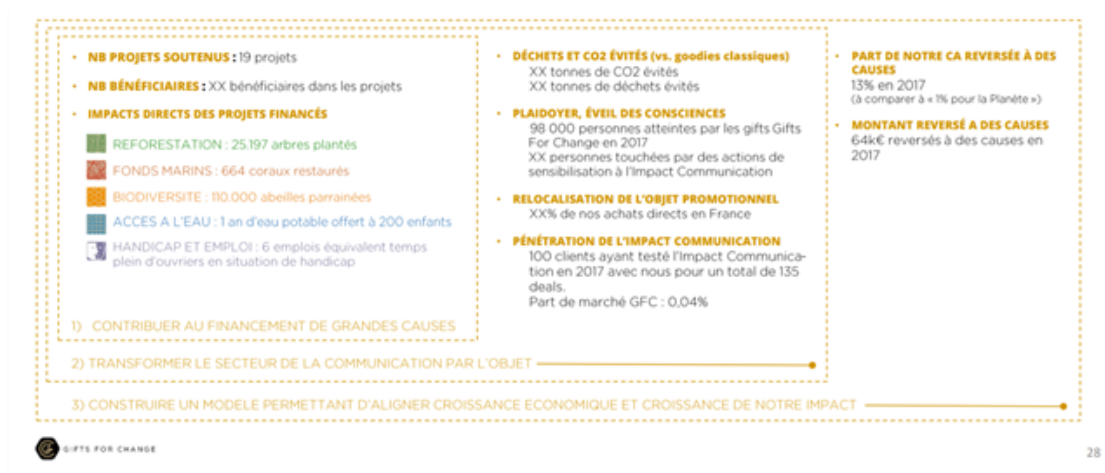 • NB PROJETS SOUTENUS : 19 projets
• NB BÉNÉFICIAIRES : XX bénéficiaires dans les projets
• IMPACTS DIRECTS DES PROJETS FINANCÉS
REFORESTATION : 25.197 arbres plantés
FONDS MARINS : 664 coraux restaurés
BIODIVERSITE : 110.000 abeilles parrainées
ACCES A L'EAU : 1 an d'eau potable offert à 200 enfants
HANDICAP ET EMPLOI : 6 emplois équivalent temps
plein d'ouvriers en situation de handicap
1) CONTRIBUER AU FINANCEMENT DE GRANDES CAUSES
• DÉCHETS ET CO2 ÉVITÉS (vs. goodies classiques)
XX tonnes de CO2 évités
XX tonnes de déchets évités
• PLAIDOYER, ÉVEIL DES CONSCIENCES
98 000 personnes atteintes par les gifts Gifts
For Change en 2017
XX personnes touchées par des actions de
sensibilisation à l'Impact Communication
• RELOCALISATION DE L'OBJET PROMOTIONNEL
XX% de nos achats directs en France
• PÉNÉTRATION DE L'IMPACT COMMUNICATION
100 clients ayant testé l'Impact Communica-
tion en 2017 avec nous pour un total de 135
deals.
Part de marché GFC : 0,04%
2) TRANSFORMER LE SECTEUR DE LA COMMUNICATION PAR L'OBJET
• PART DE NOTRE CA REVERSÉE À DES
CAUSES
13% en 2017
(à comparer à « 1% pour la Planète »)
• MONTANT REVERSÉ A DES CAUSES
64k€ reversés à des causes en
2017
3) CONSTRUIRE UN MODELE PERMETTANT D'ALIGNER CROISSANCE ECONOMIQUE ET CROISSANCE DE NOTRE IMPACT
GIFTS FOR CHANGE
28